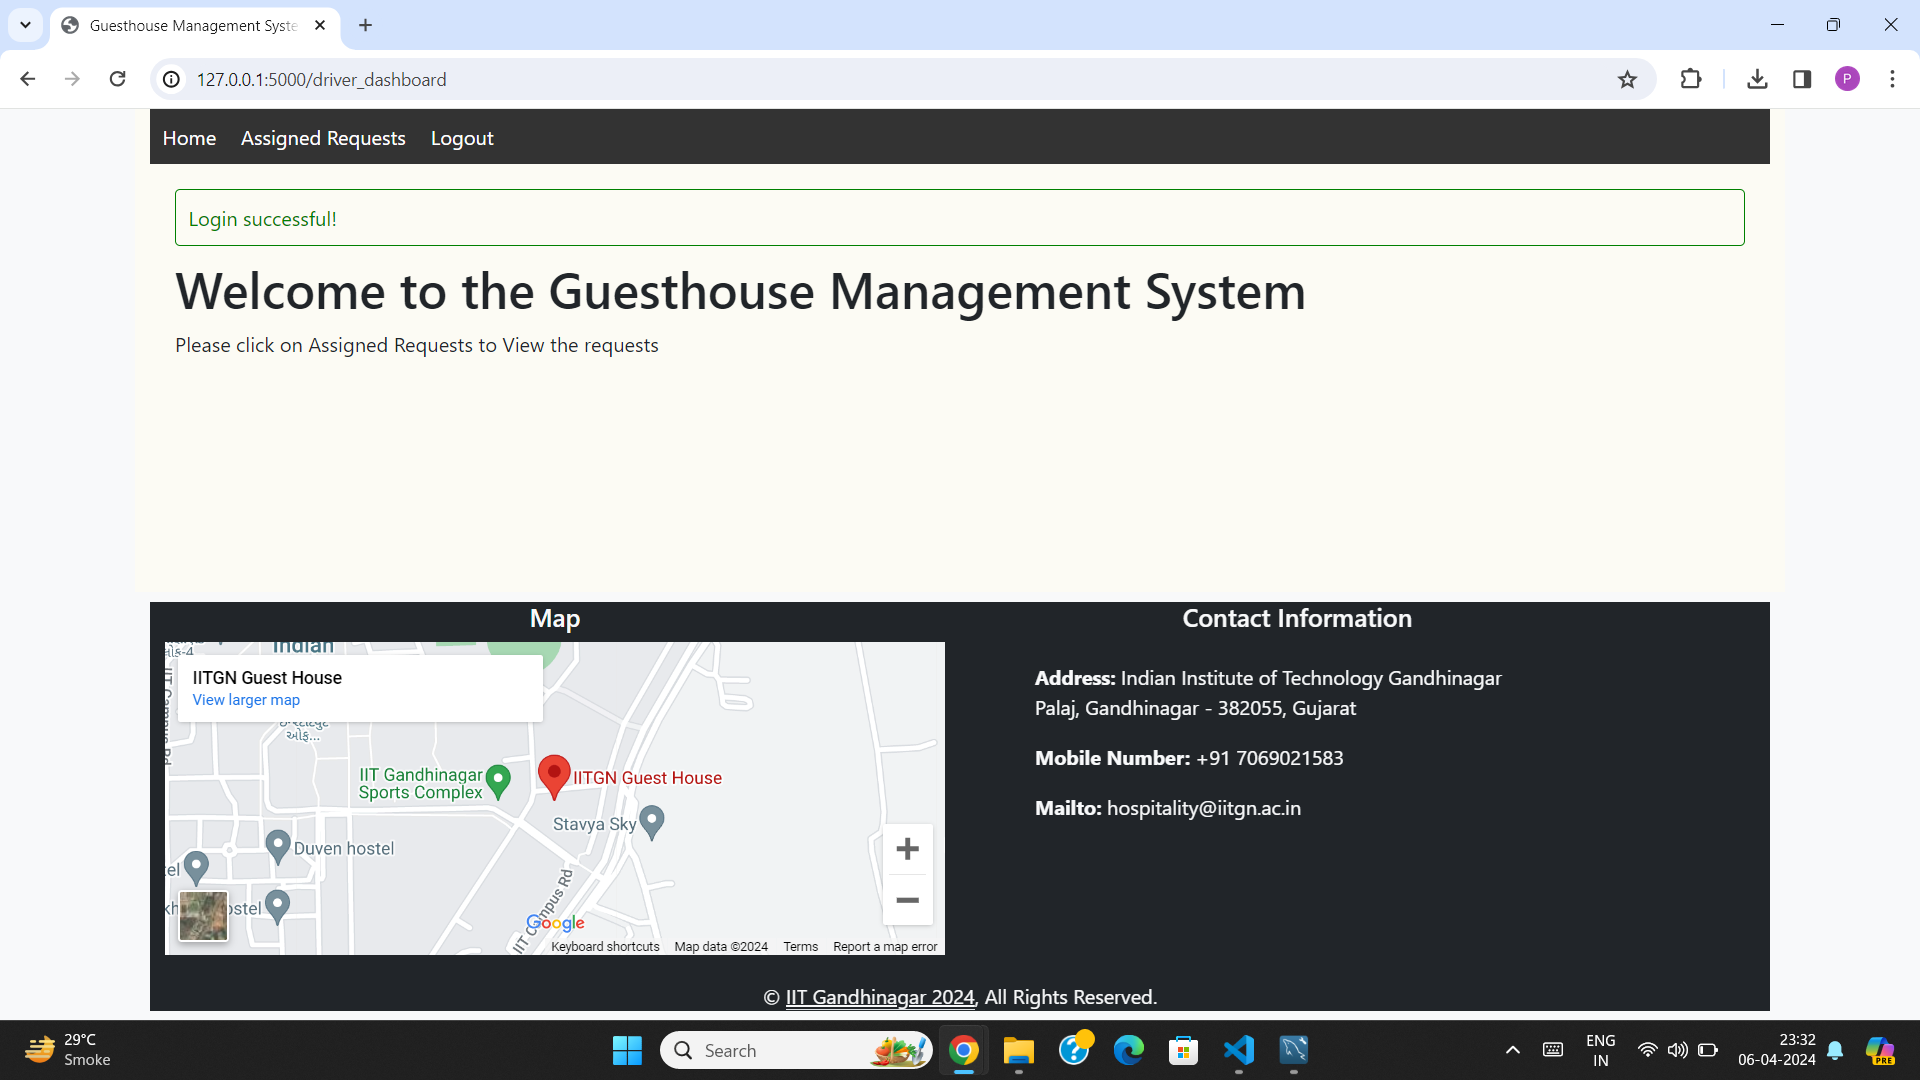 Guesthouse Management Syste
127.0.0.1:5000/driver_dashboard
P
Home Assigned Requests Logout
Login successful!
Welcome to the Guesthouse Management System
Please click on Assigned Requests to View the requests
Map
Indian
IITGN Guest House
View larger map
ઓફ...
IIT Gandhinagar
Sports Complex
IITGN Guest House
Stavya Sky
Duven hostel
el
ostel
IIT Campus Rd
Google
Keyboard shortcuts Map data ©2024 Terms Report a map error
Contact Information
Address: Indian Institute of Technology Gandhinagar
Palaj, Gandhinagar - 382055, Gujarat
Mobile Number: +91 7069021583
Mailto: hospitality@iitgn.ac.in
© IIT Gandhinagar 2024, All Rights Reserved.
29°C
Smoke
Search
ENG
IN
23:32
06-04-2024
PRE